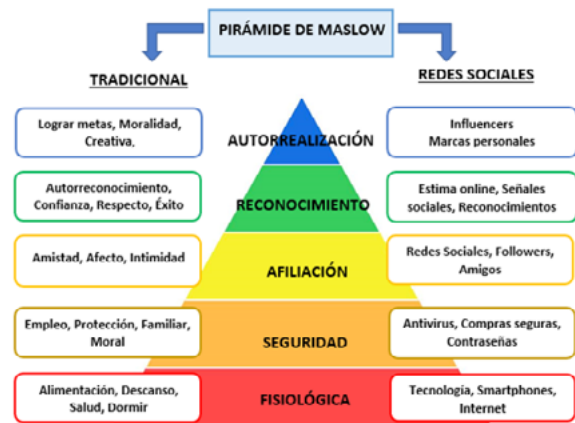 PIRÁMIDE DE MASLOW
TRADICIONAL
REDES SOCIALES
Lograr metas, Moralidad,
Creativa.
AUTORREALIZACIÓN
Influencers
Marcas personales
Autorreconocimiento,
Confianza, Respecto, Éxito
RECONOCIMIENTO
Estima online, Señales
sociales, Reconocimientos
Amistad, Afecto, Intimidad
AFILIACIÓN
Redes Sociales, Followers,
Amigos
Empleo, Protección, Familiar,
Moral
SEGURIDAD
Antivirus, Compras seguras,
Contraseñas
Alimentación, Descanso,
Salud, Dormir
FISIOLÓGICA
Tecnología, Smartphones,
Internet